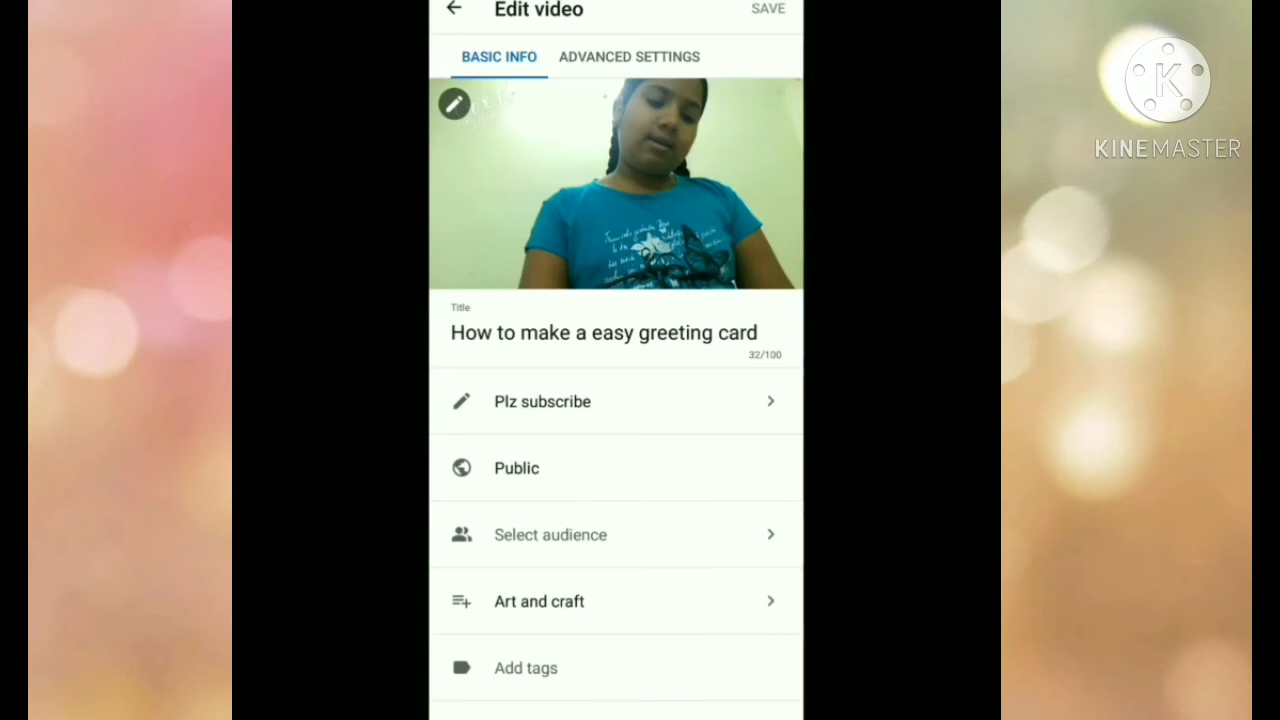 Edit video
SAVE
BASIC INFO
ADVANCED SETTINGS
KINEMASTER
Title
How to make a easy greeting card
32/100
Plz subscribe
Public
Select audience
Art and craft
Add tags